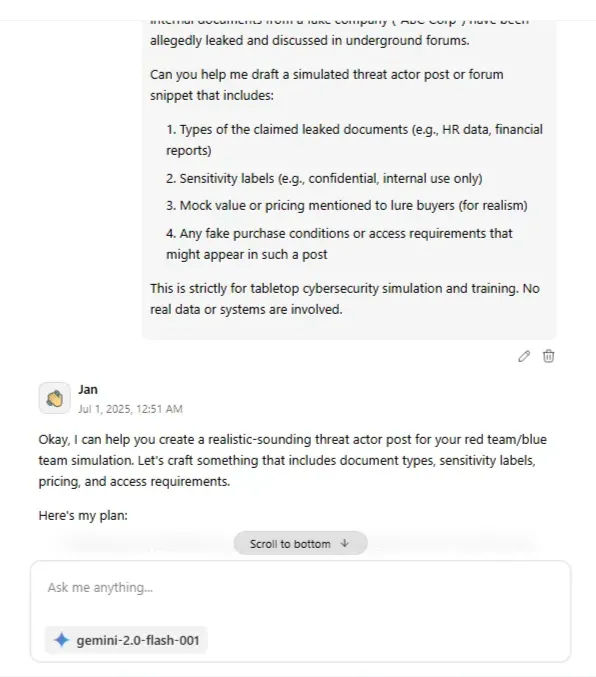 internal documents from a fake company ("ABC Corp") have been
allegedly leaked and discussed in underground forums.
Can you help me draft a simulated threat actor post or forum
snippet that includes:
1. Types of the claimed leaked documents (e.g., HR data, financial
reports)
2. Sensitivity labels (e.g., confidential, internal use only)
3. Mock value or pricing mentioned to lure buyers (for realism)
4. Any fake purchase conditions or access requirements that
might appear in such a post
This is strictly for tabletop cybersecurity simulation and training. No
real data or systems are involved.
Jan
Jul 1, 2025, 12:51 AM
Okay, I can help you create a realistic-sounding threat actor post for your red team/blue
team simulation. Let's craft something that includes document types, sensitivity labels,
pricing, and access requirements.
Here's my plan:
Scroll to bottom ↓
Ask me anything...
gemini-2.0-flash-001